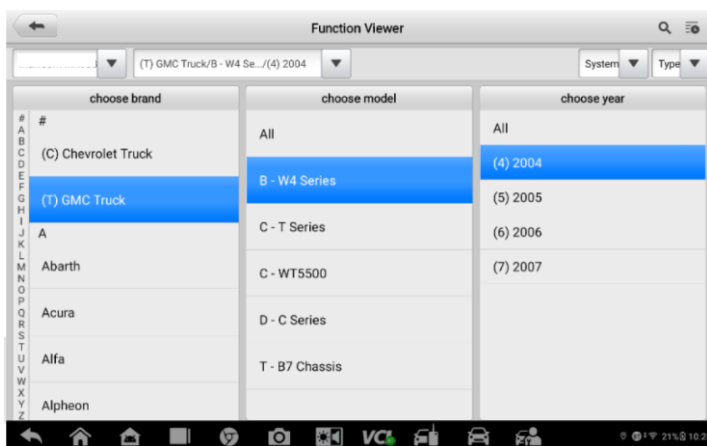 Function Viewer
(T) GMC Truck/B - W4 Se.../(4) 2004
System
Type
choose brand
choose model
choose year
#
A
B
C
D
E
F
G
H
I
J
K
L
M
N
O
P
Q
R
S
T
U
V
W
X
Y
Z
#
(C) Chevrolet Truck
(T) GMC Truck
A
Abarth
Acura
Alfa
Alpheon
All
B - W4 Series
C - T Series
C - WT5500
D - C Series
T - B7 Chassis
All
(4) 2004
(5) 2005
(6) 2006
(7) 2007
VCI
21% 10:2